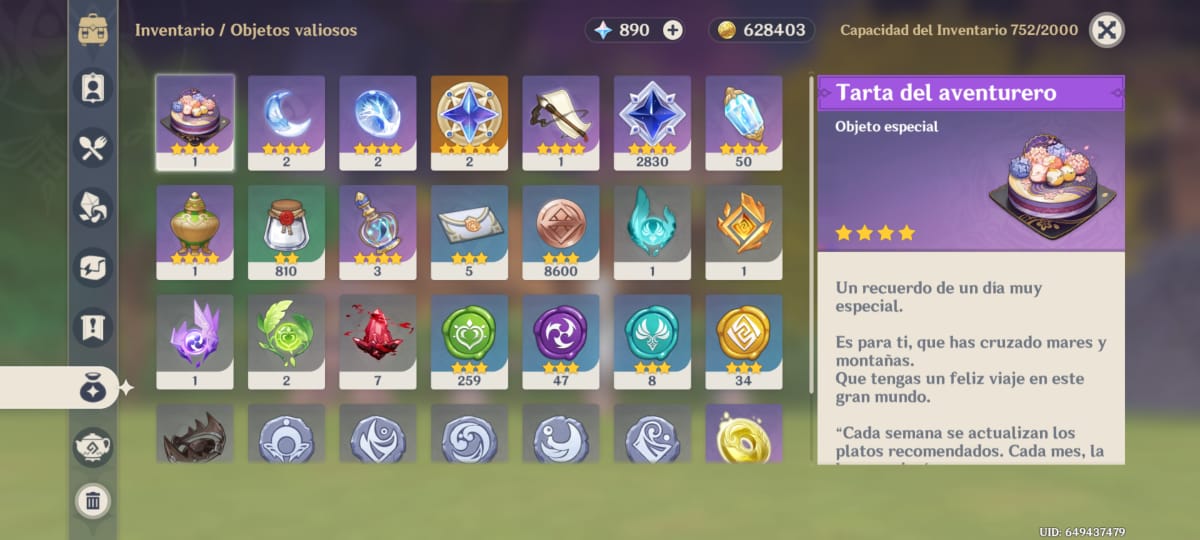 Inventario / Objetos valiosos
890
628403
Capacidad del Inventario 752/2000
1
2
2
2
1
2830
50
1
810
3
5
8600
1
1
1
2
7
259
47
8
34
Tarta del aventurero
Objeto especial
Un recuerdo de un día muy
especial.
Es para ti, que has cruzado mares y
montañas.
Que tengas un feliz viaje en este
gran mundo.
“Cada semana se actualizan los
platos recomendados. Cada mes, la
UID: 649437479